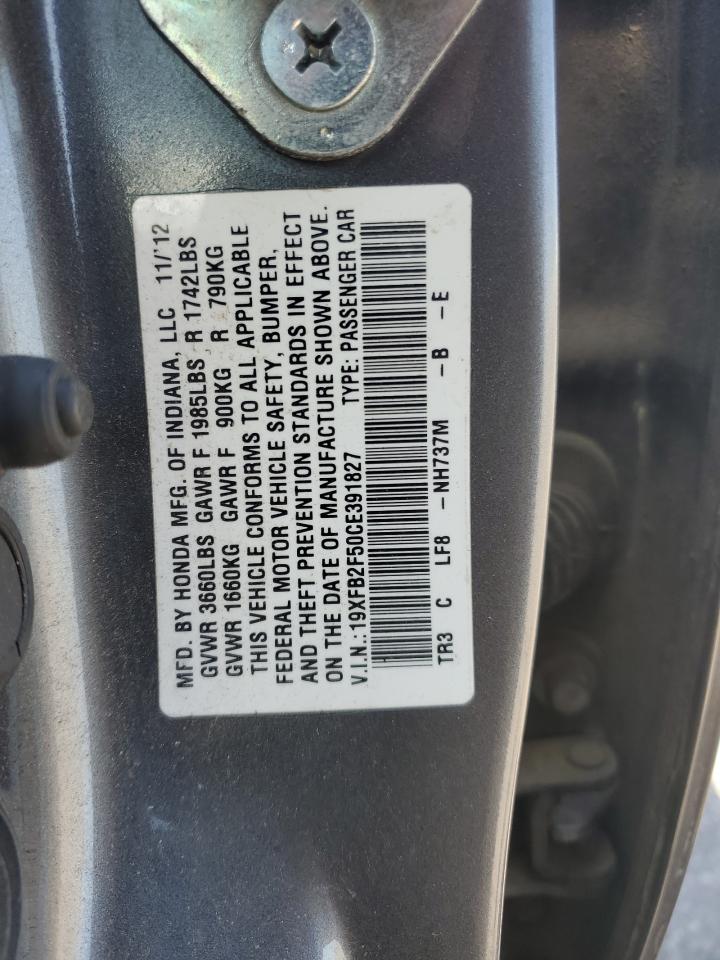 MFD. BY HONDA MFG. OF INDIANA, LLC 11/'12
GVWR 3660LBS GAWR F 1985LBS R 1742LBS
GVWR 1660KG GAWR F 900KG R 790KG
THIS VEHICLE CONFORMS TO ALL APPLICABLE
FEDERAL MOTOR VEHICLE SAFETY, BUMPER,
AND THEFT PREVENTION STANDARDS IN EFFECT
ON THE DATE OF MANUFACTURE SHOWN ABOVE.
V.I.N.:19XFB2F50CE391827 TYPE: PASSENGER CAR
TR3 C LF8 -NH737M -B -E